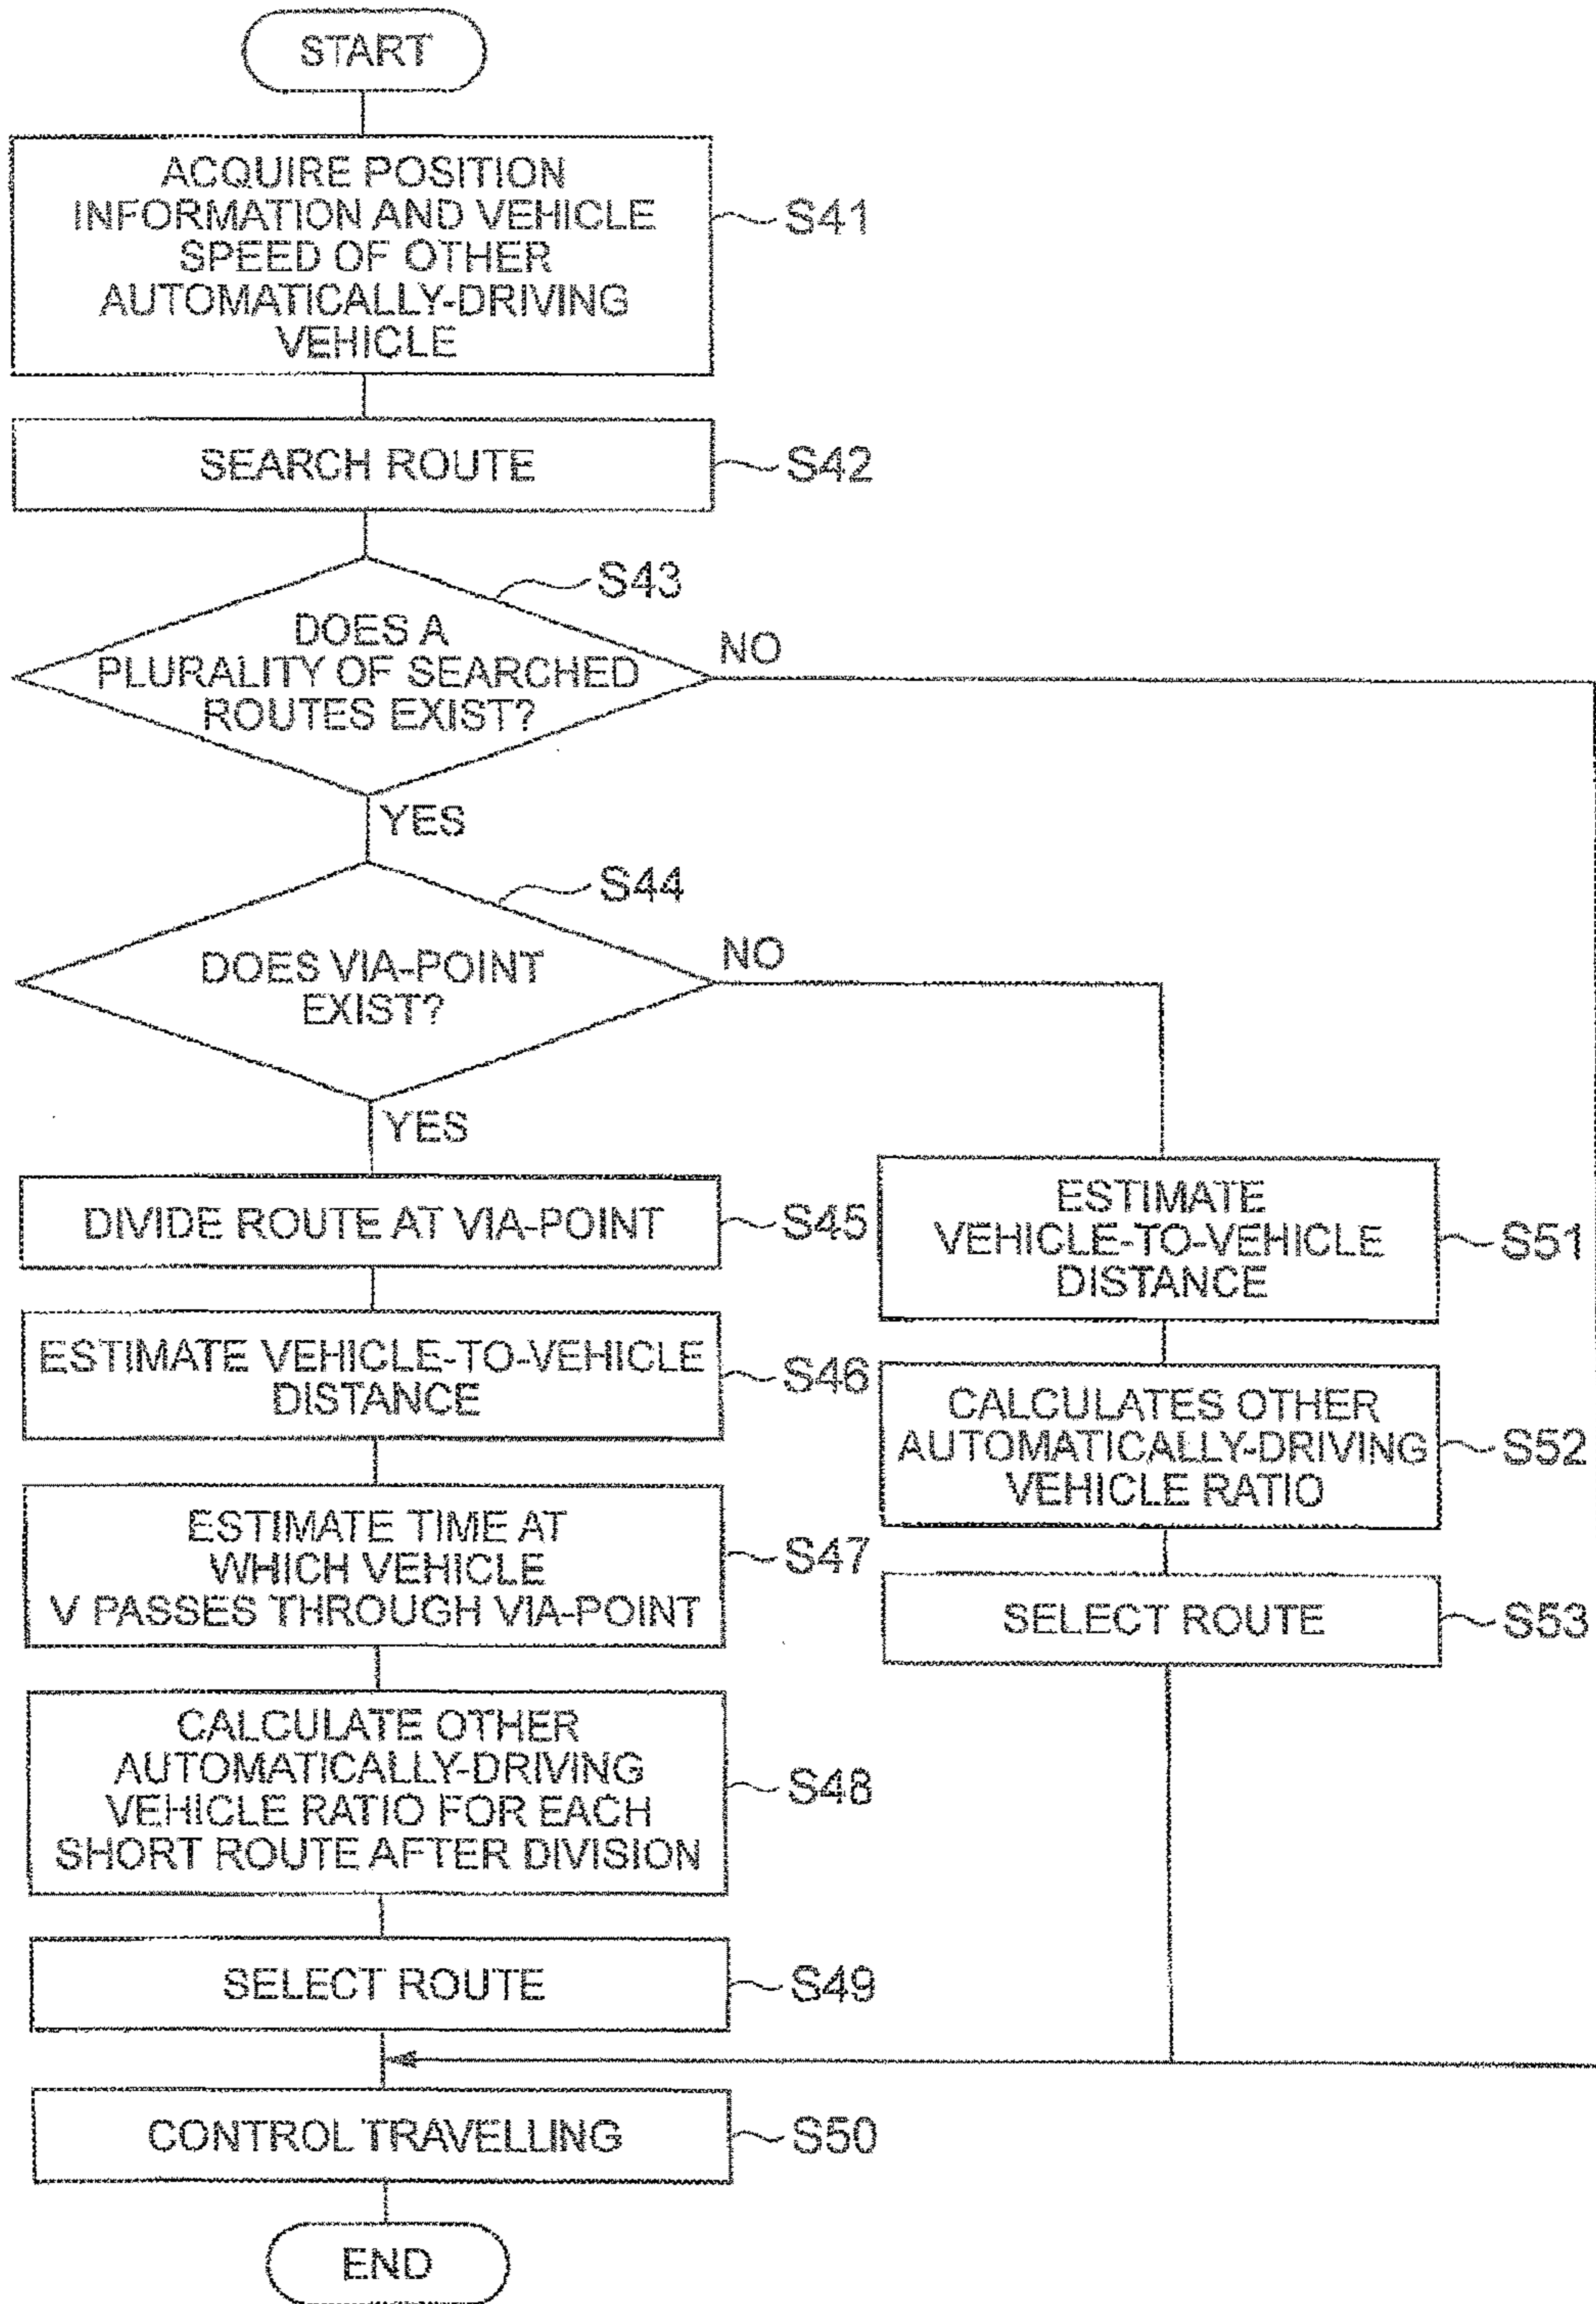 START
ACQUIRE POSITION
INFORMATION AND VEHICLE
SPEED OF OTHER
AUTOMATICALLY-DRIVING
VEHICLE
S41
SEARCH ROUTE
S42
S43
DOES A
PLURALITY OF SEARCHED
ROUTES EXIST?
NO
YES
S44
DOES VIA-POINT
EXIST?
NO
YES
DIVIDE ROUTE AT VIA-POINT
S45
ESTIMATE VEHICLE-TO-VEHICLE
DISTANCE
S46
ESTIMATE TIME AT
WHICH VEHICLE
V PASSES THROUGH VIA-POINT
S47
CALCULATE OTHER
AUTOMATICALLY-DRIVING
VEHICLE RATIO FOR EACH
SHORT ROUTE AFTER DIVISION
S48
SELECT ROUTE
S49
ESTIMATE
VEHICLE-TO-VEHICLE
DISTANCE
S51
CALCULATES OTHER
AUTOMATICALLY-DRIVING
VEHICLE RATIO
S52
SELECT ROUTE
S53
CONTROL TRAVELLING
S50
END